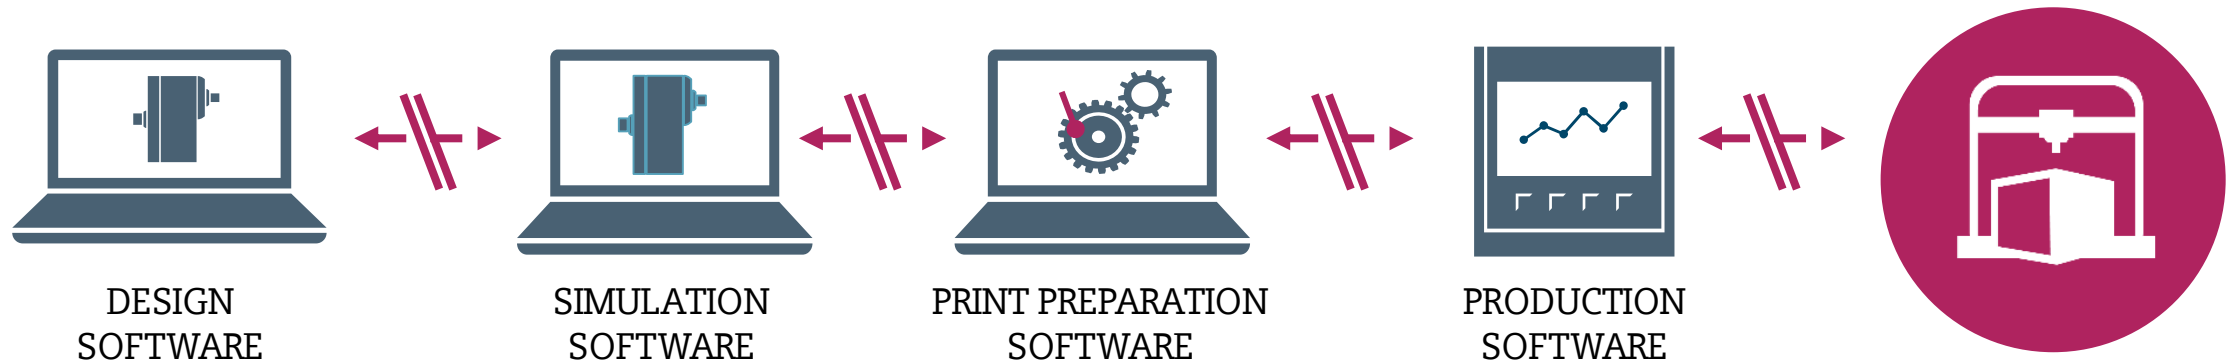 DESIGN
SOFTWARE
SIMULATION
SOFTWARE
PRINT PREPARATION
SOFTWARE
PRODUCTION
SOFTWARE